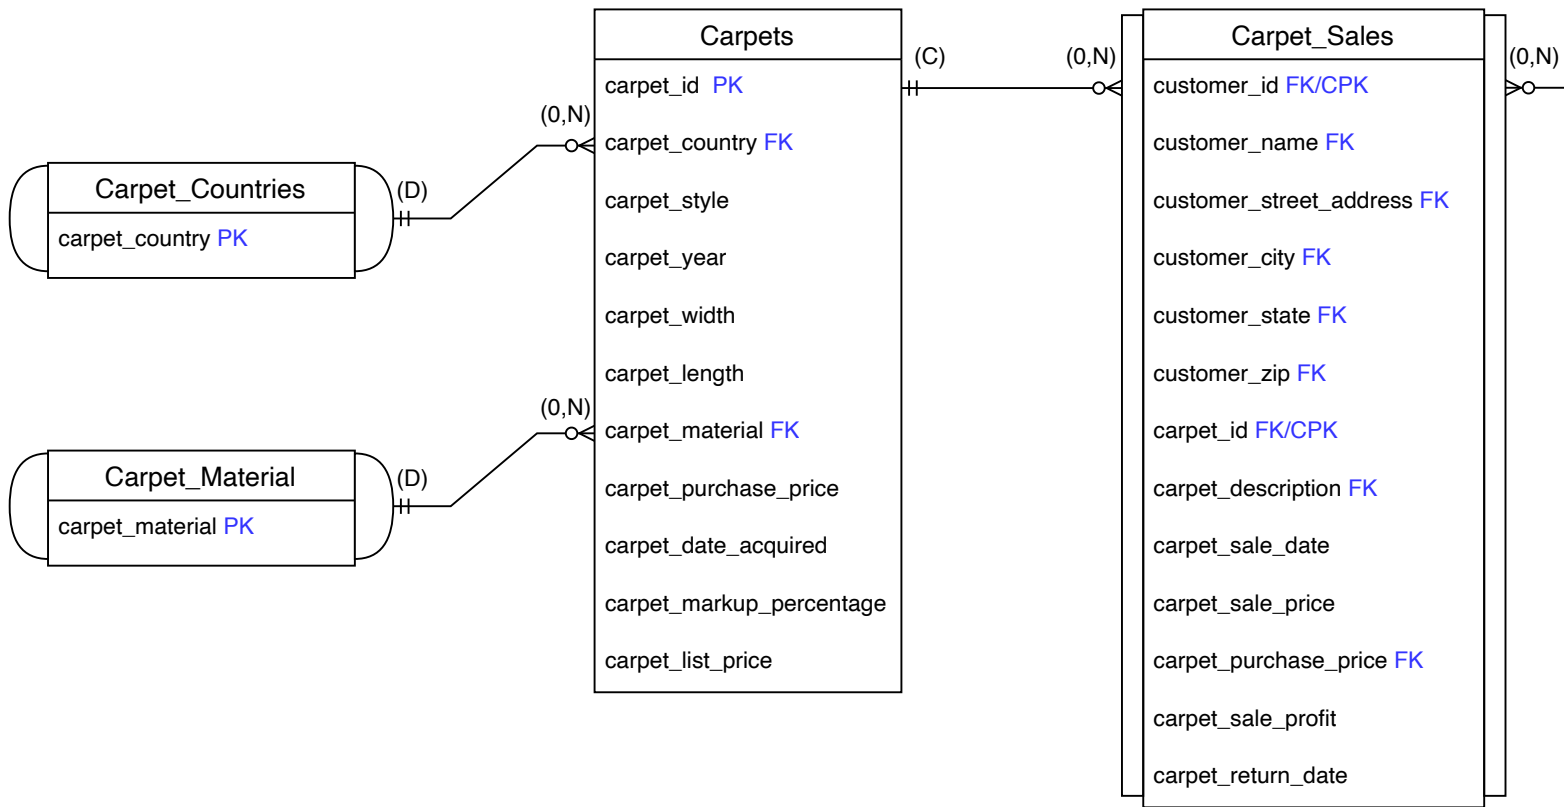 Carpet_Countries
carpet_country PK
(D)
(0,N)
Carpet_Material
carpet_material PK
(D)
(0,N)
Carpets
carpet_id PK
carpet_country FK
carpet_style
carpet_year
carpet_width
carpet_length
carpet_material FK
carpet_purchase_price
carpet_date_acquired
carpet_markup_percentage
carpet_list_price
(C)
(0,N)
Carpet_Sales
customer_id FK/CPK
customer_name FK
customer_street_address FK
customer_city FK
customer_state FK
customer_zip FK
carpet_id FK/CPK
carpet_description FK
carpet_sale_date
carpet_sale_price
carpet_purchase_price FK
carpet_sale_profit
carpet_return_date
(0,N)